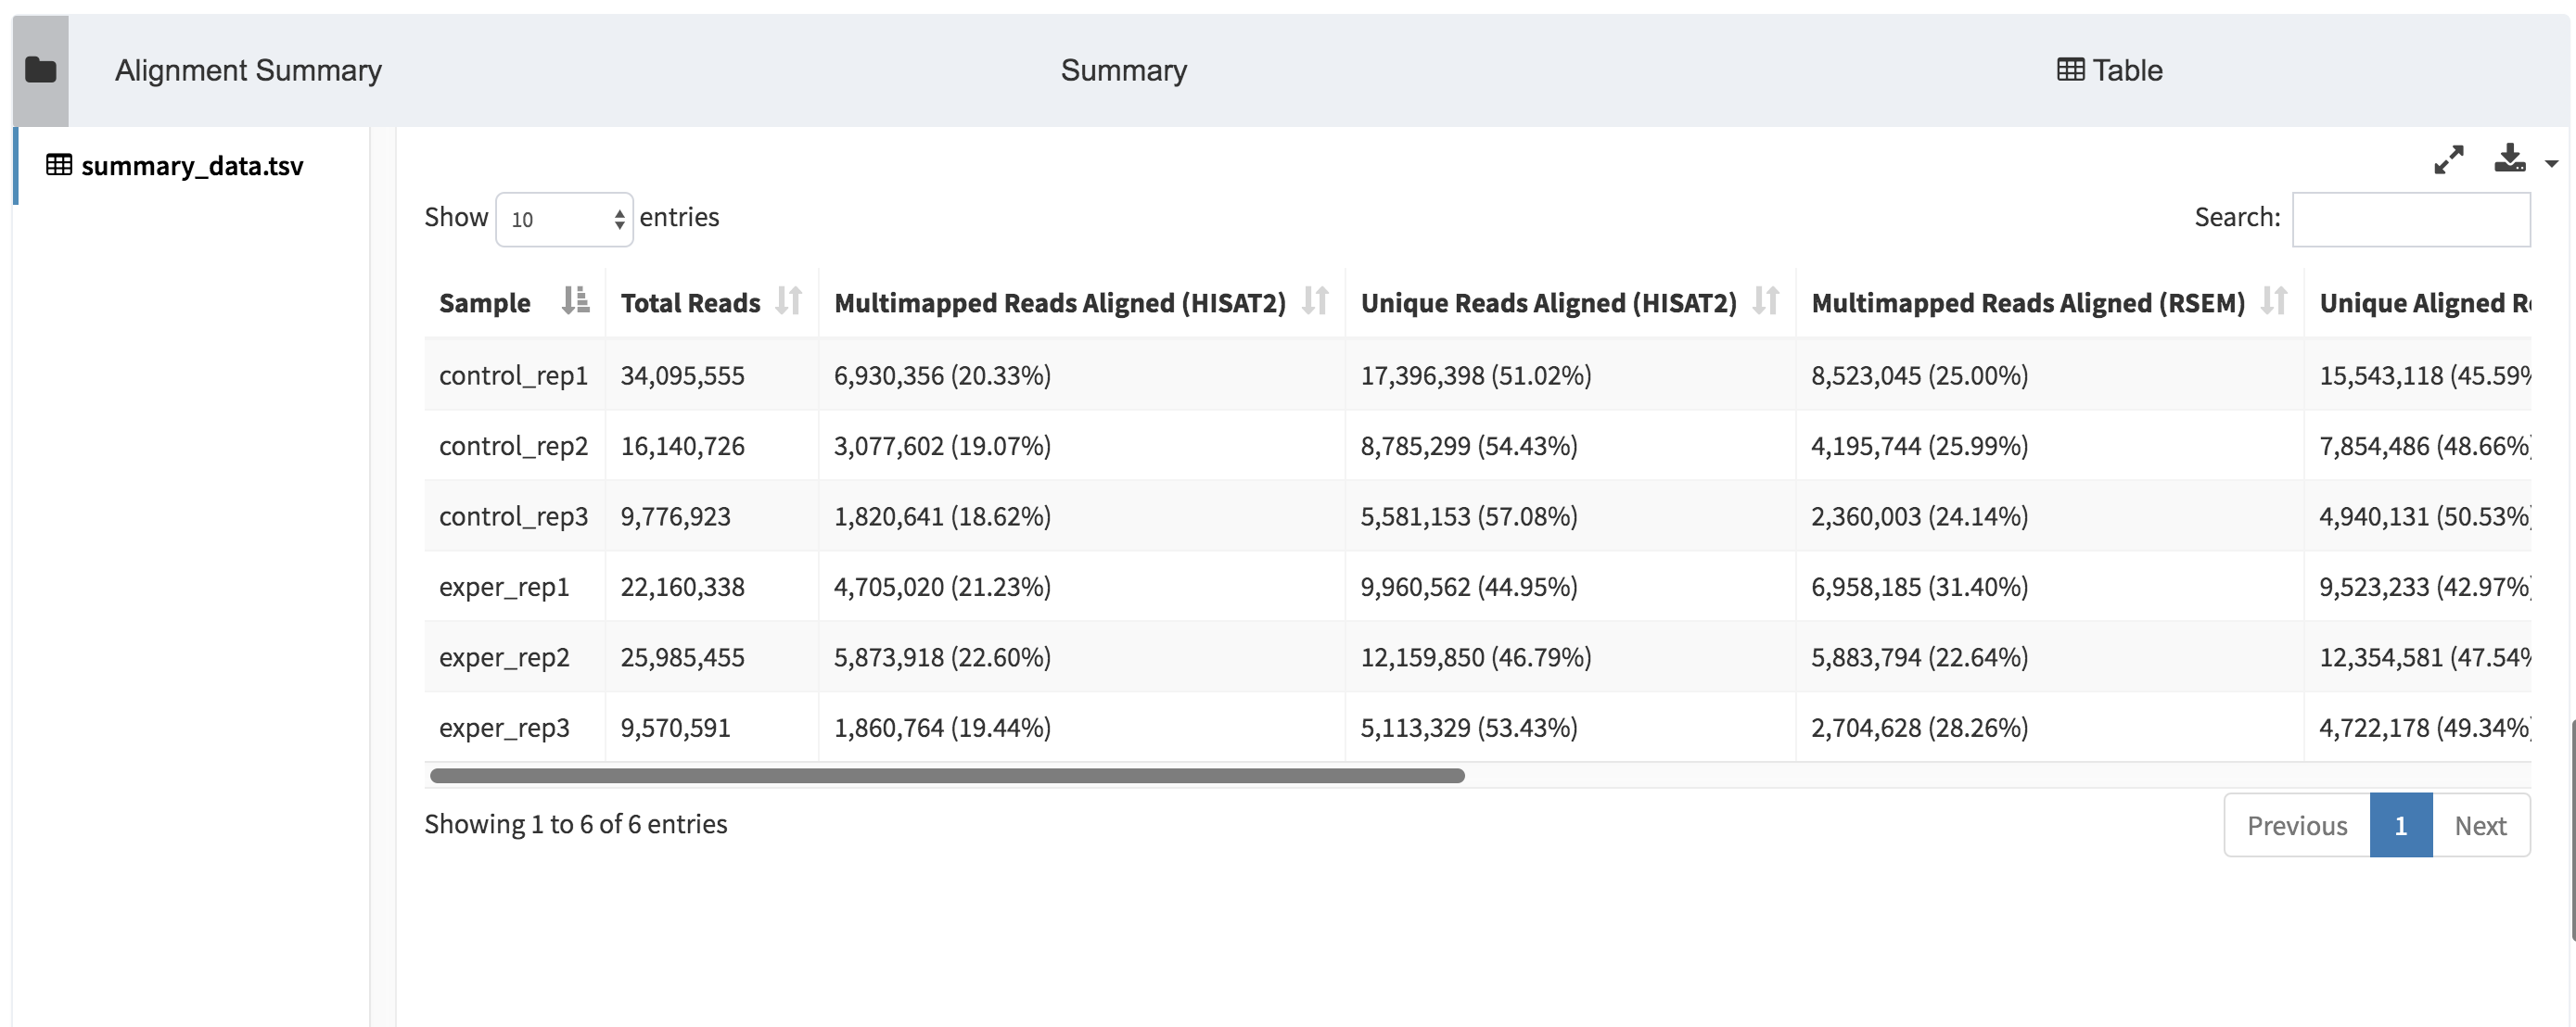 Alignment Summary Summary Table
summary_data.tsv
Show 10 entries Search:
Sample Total Reads Multimapped Reads Aligned (HISAT2) Unique Reads Aligned (HISAT2) Multimapped Reads Aligned (RSEM) Unique Aligned
control_rep1 34,095,555 6,930,356 (20.33%) 17,396,398 (51.02%) 8,523,045 (25.00%) 15,543,118 (45.59%
control_rep2 16,140,726 3,077,602 (19.07%) 8,785,299 (54.43%) 4,195,744 (25.99%) 7,854,486 (48.66%)
control_rep3 9,776,923 1,820,641 (18.62%) 5,581,153 (57.08%) 2,360,003 (24.14%) 4,940,131 (50.53%)
exper_rep1 22,160,338 4,705,020 (21.23%) 9,960,562 (44.95%) 6,958,185 (31.40%) 9,523,233 (42.97%)
exper_rep2 25,985,455 5,873,918 (22.60%) 12,159,850 (46.79%) 5,883,794 (22.64%) 12,354,581 (47.54%
exper_rep3 9,570,591 1,860,764 (19.44%) 5,113,329 (53.43%) 2,704,628 (28.26%) 4,722,178 (49.34%)
Showing 1 to 6 of 6 entries
Previous 1 Next